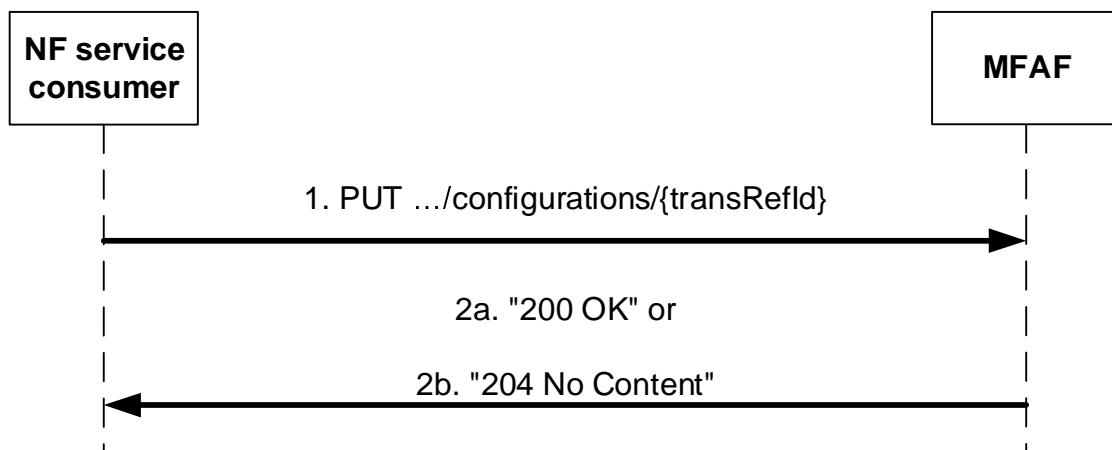 NF service
consumer
MFAF
1. PUT …/configurations/{transRefId}
2a. "200 OK" or
2b. "204 No Content"